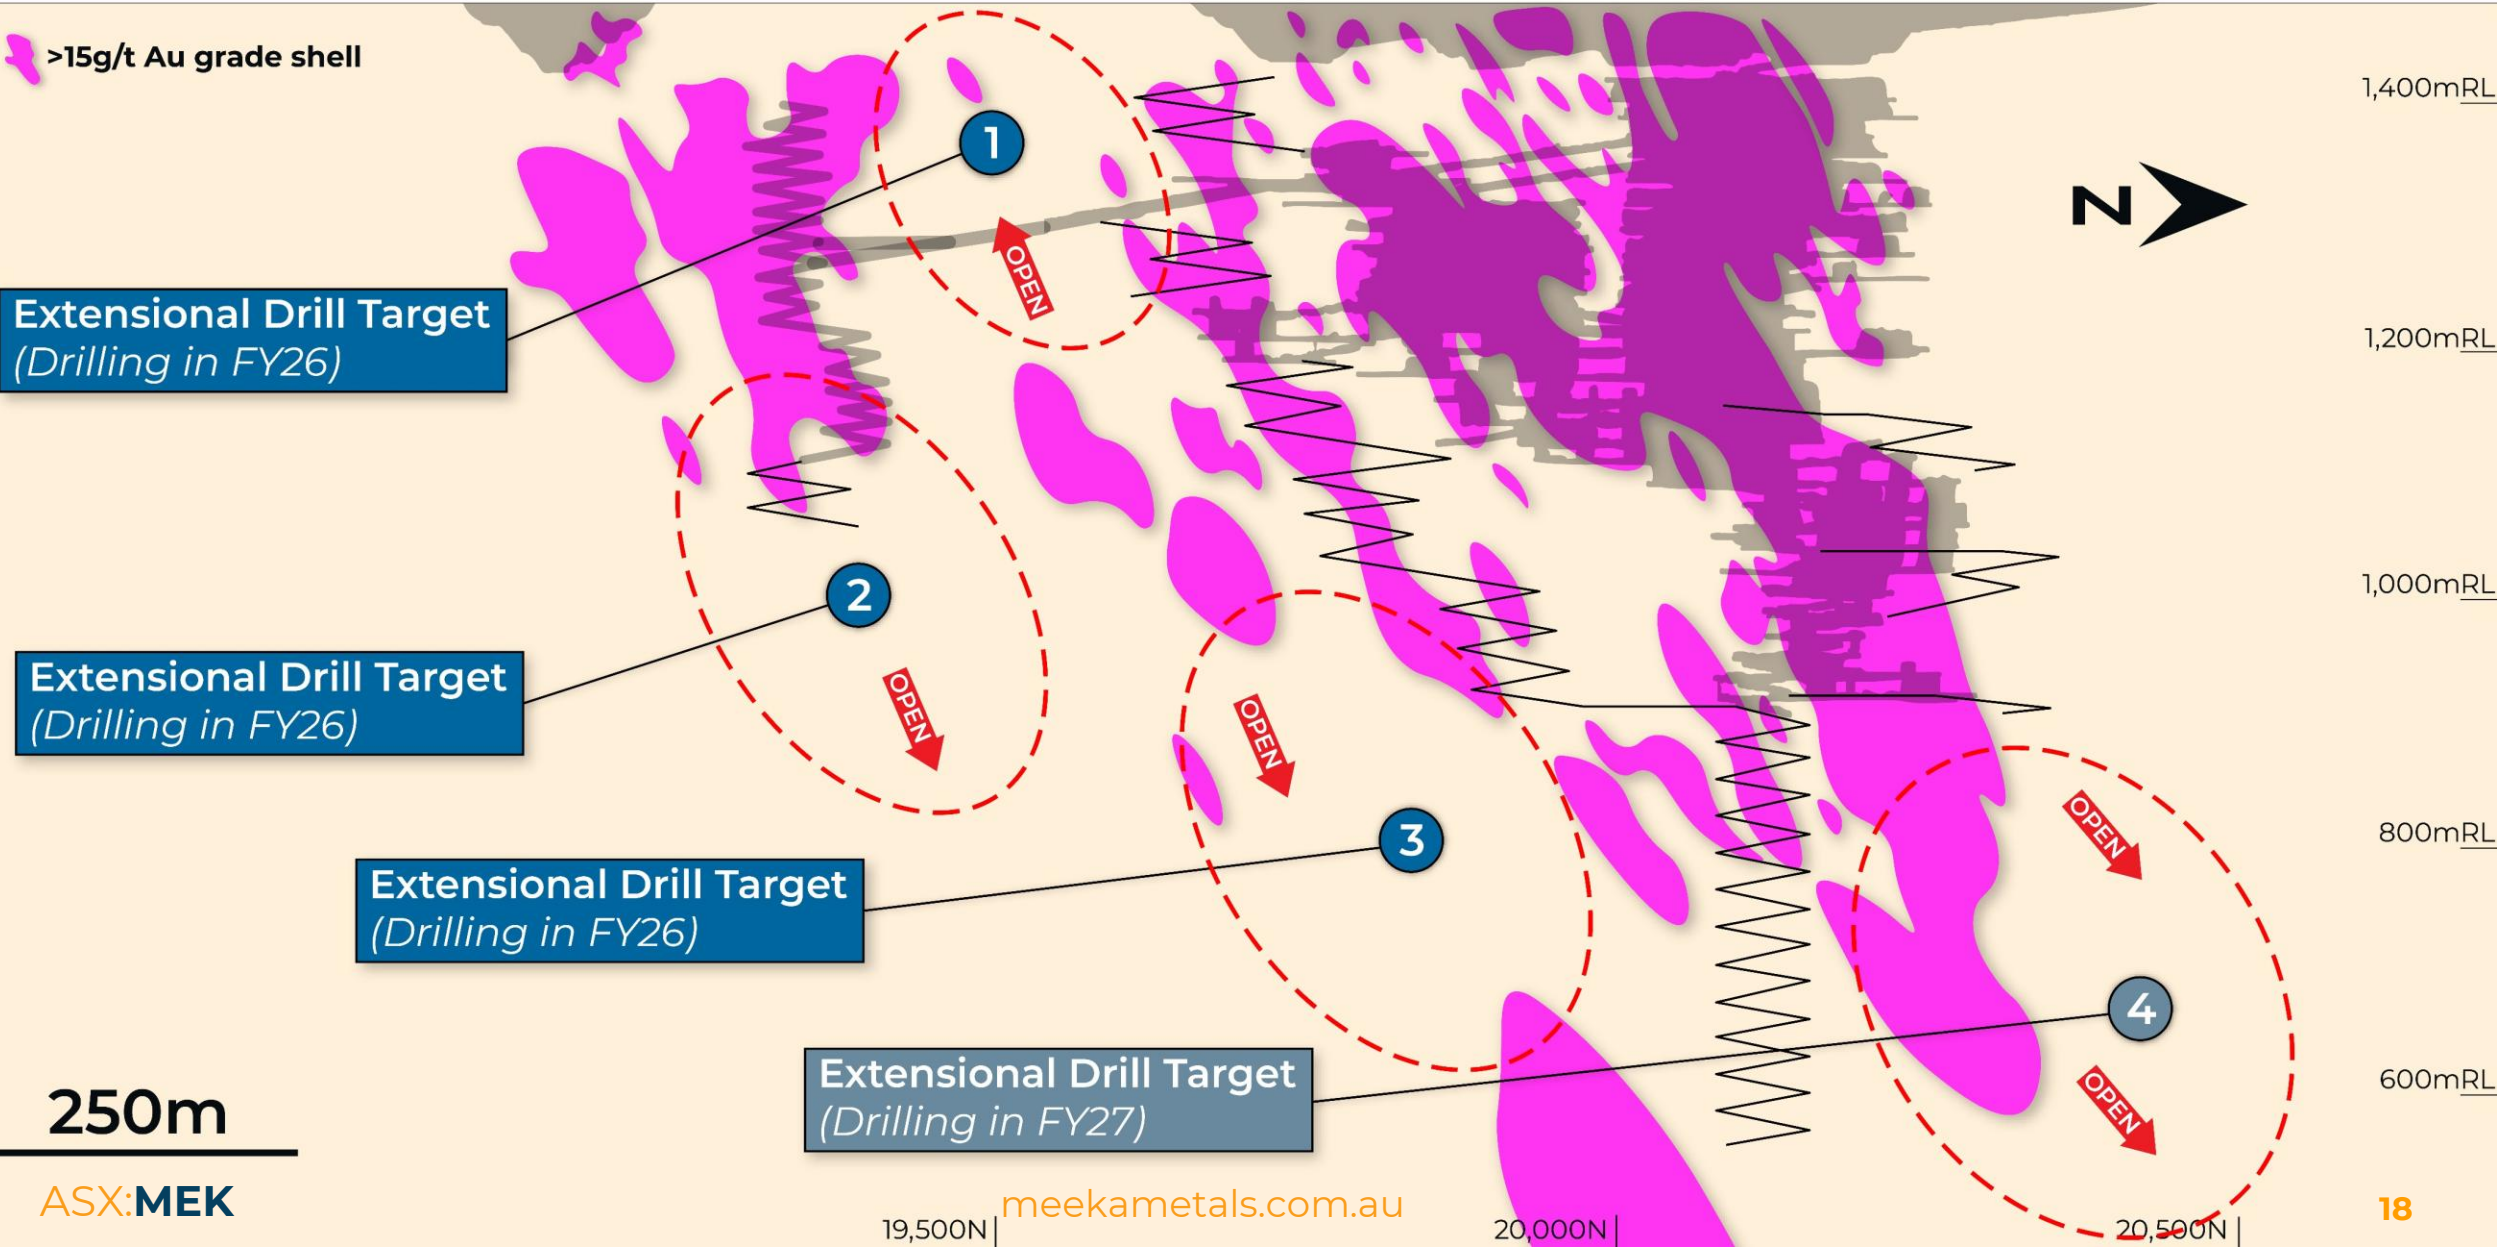 >15g/t Au grade shell
1,400mRL
1
N
OPEN
Extensional Drill Target
(Drilling in FY26)
1,200mRL
2
1,000mRL
Extensional Drill Target
(Drilling in FY26)
OPEN
OPEN
OPEN
3
800mRL
Extensional Drill Target
(Drilling in FY26)
4
Extensional Drill Target
(Drilling in FY27)
600mRL
OPEN
250m
ASX:MEK
meekametals.com.au
18
19,500N
20,000N
20,500N